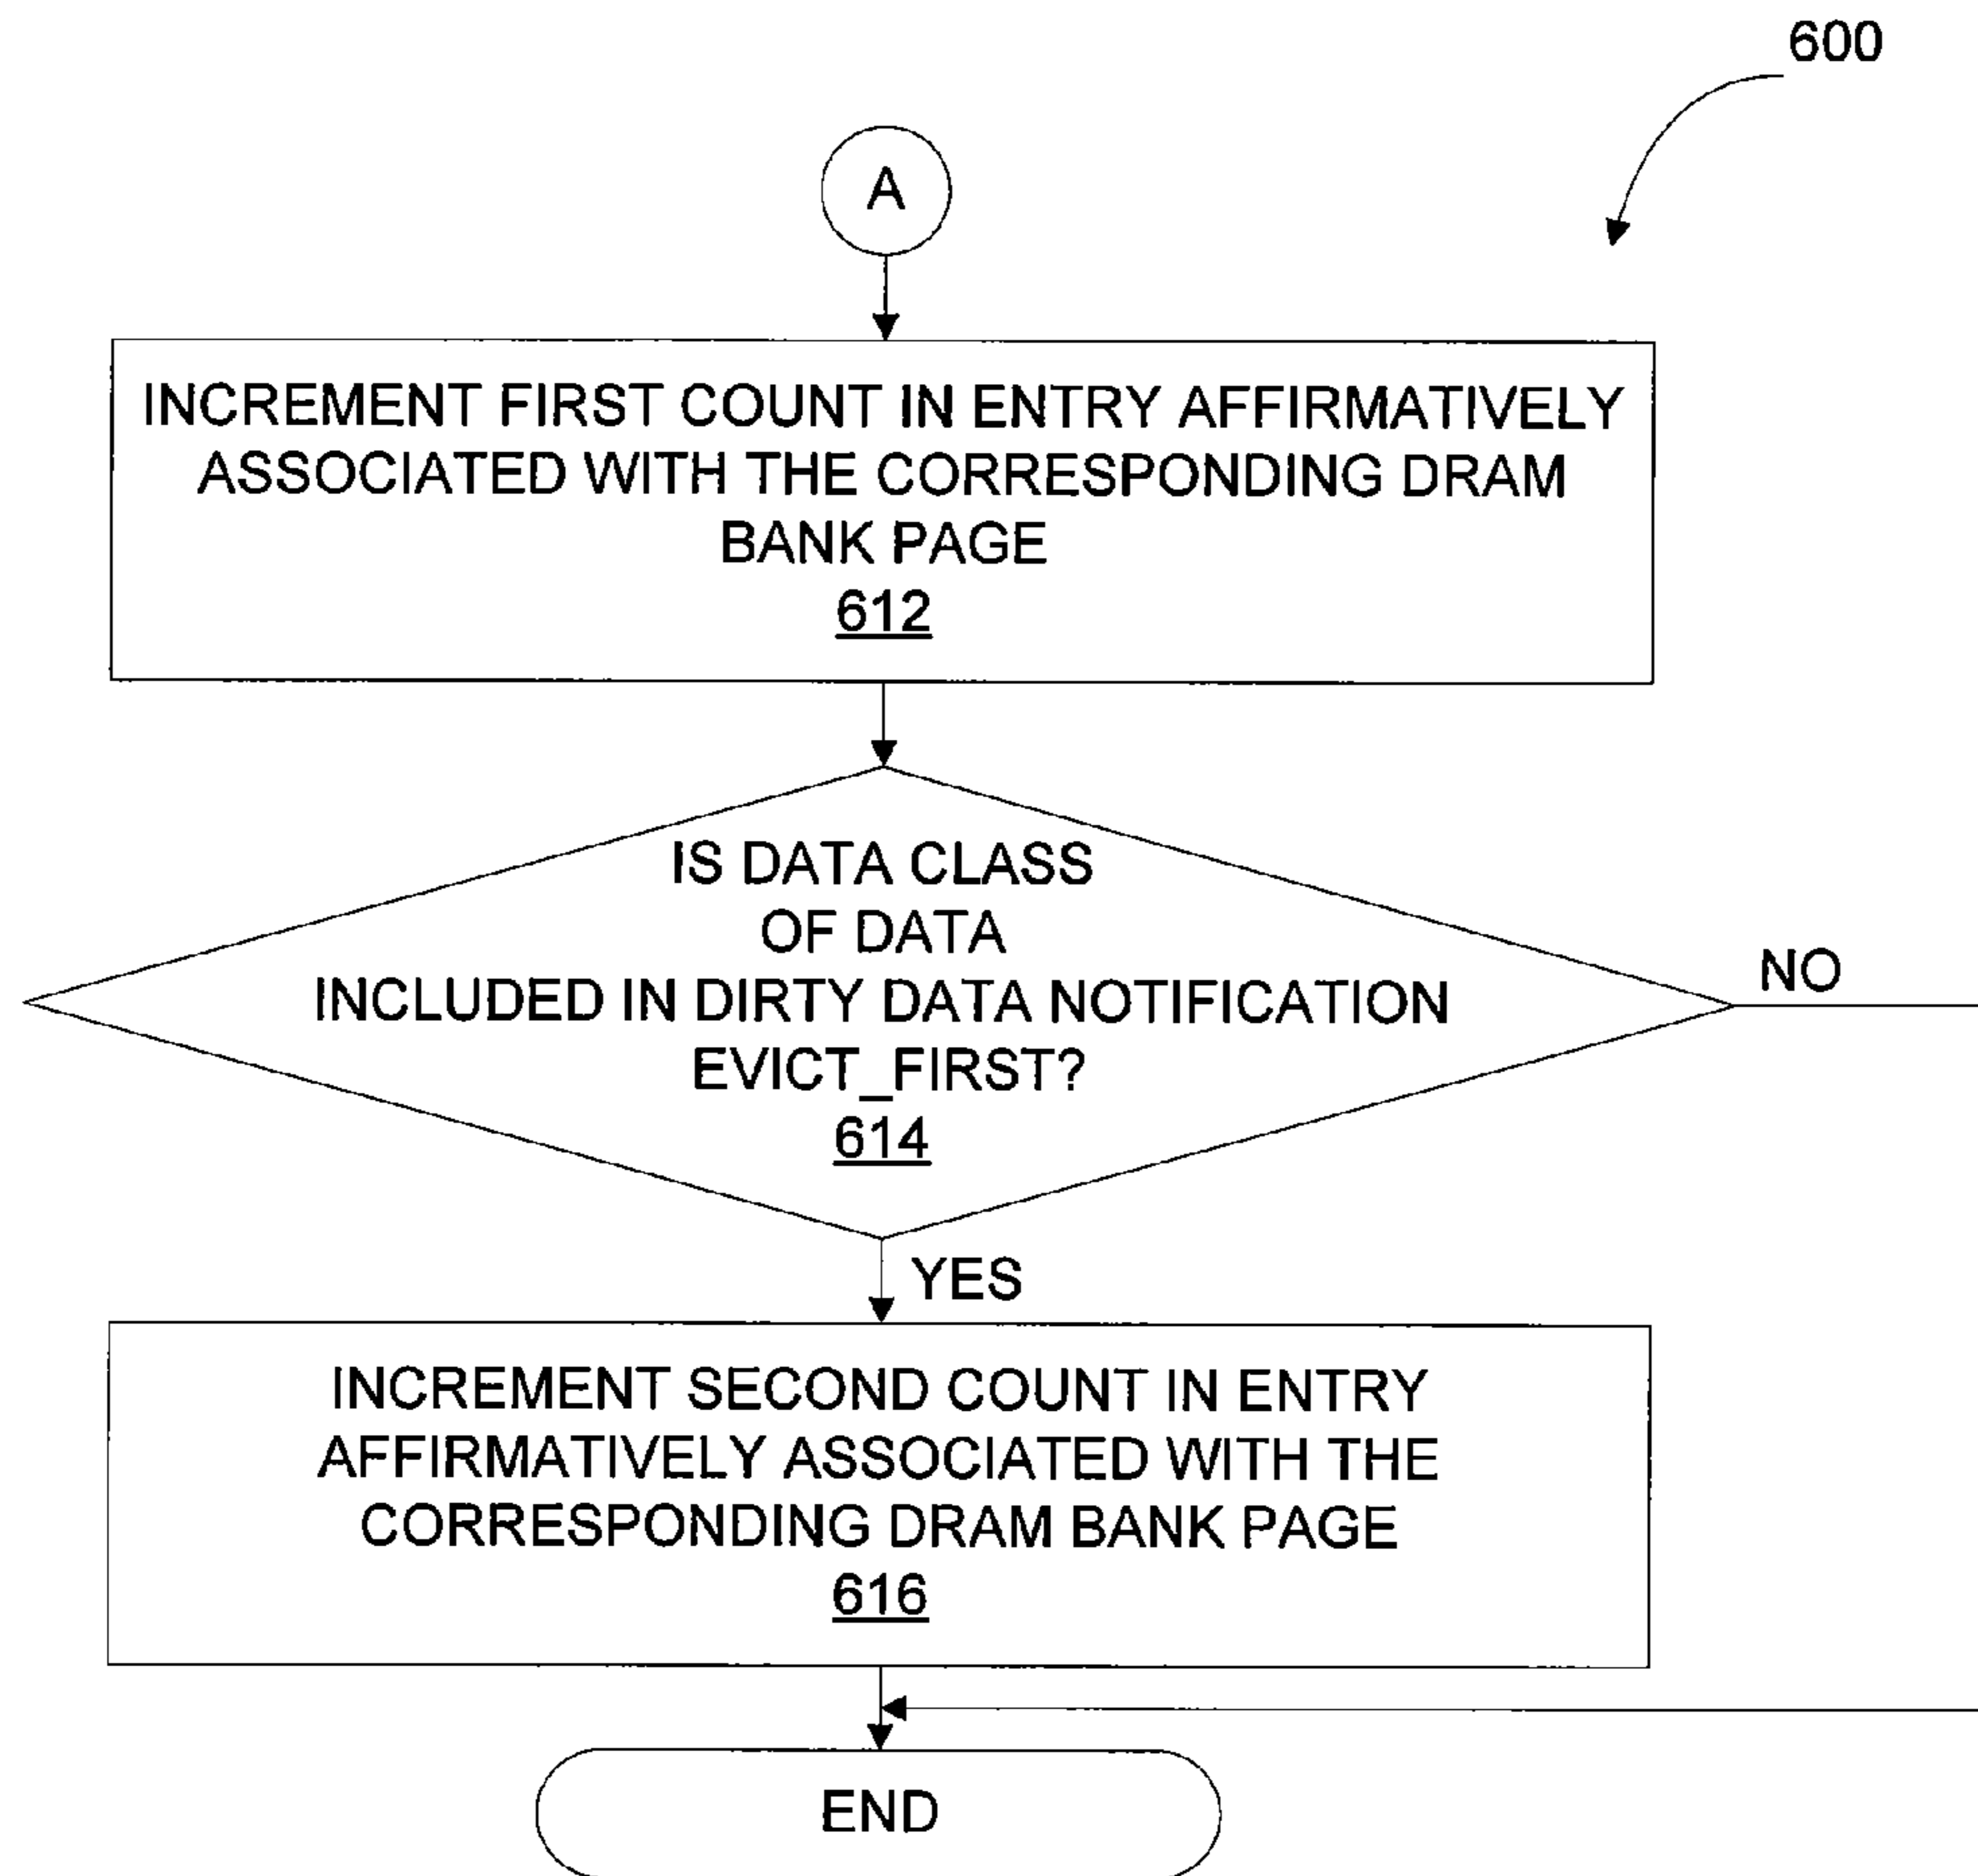 600
A
INCREMENT FIRST COUNT IN ENTRY AFFIRMATIVELY
ASSOCIATED WITH THE CORRESPONDING DRAM
BANK PAGE
612
IS DATA CLASS
OF DATA
INCLUDED IN DIRTY DATA NOTIFICATION
EVICT_FIRST?
614
NO
YES
INCREMENT SECOND COUNT IN ENTRY
AFFIRMATIVELY ASSOCIATED WITH THE
CORRESPONDING DRAM BANK PAGE
616
END